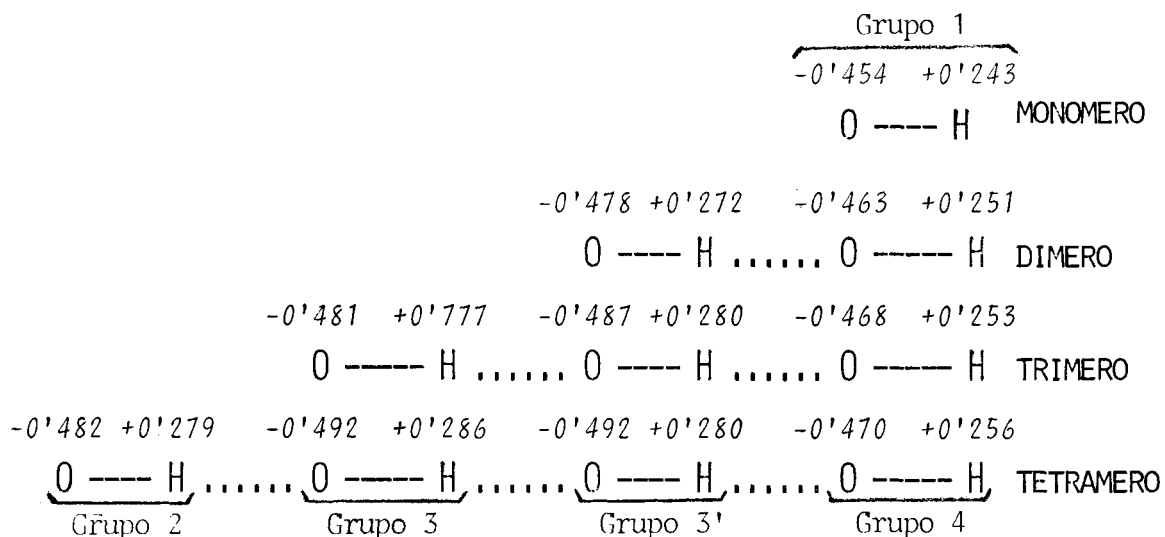 Grupo 1
-0'454 +0'243
O ---- H MONOMERO
-0'478 +0'272 -0'463 +0'251
O ---- H ...... O ----- H DIMERO
-0'481 +0'777 -0'487 +0'280 -0'468 +0'253
O ----- H ...... O ---- H ...... O ----- H TRIMERO
-0'482 +0'279 -0'492 +0'286 -0'492 +0'280 -0'470 +0'256
O ---- H ...... O ----- H ...... O ---- H ...... O ----- H TETRAMERO
Grupo 2 Grupo 3 Grupo 3' Grupo 4